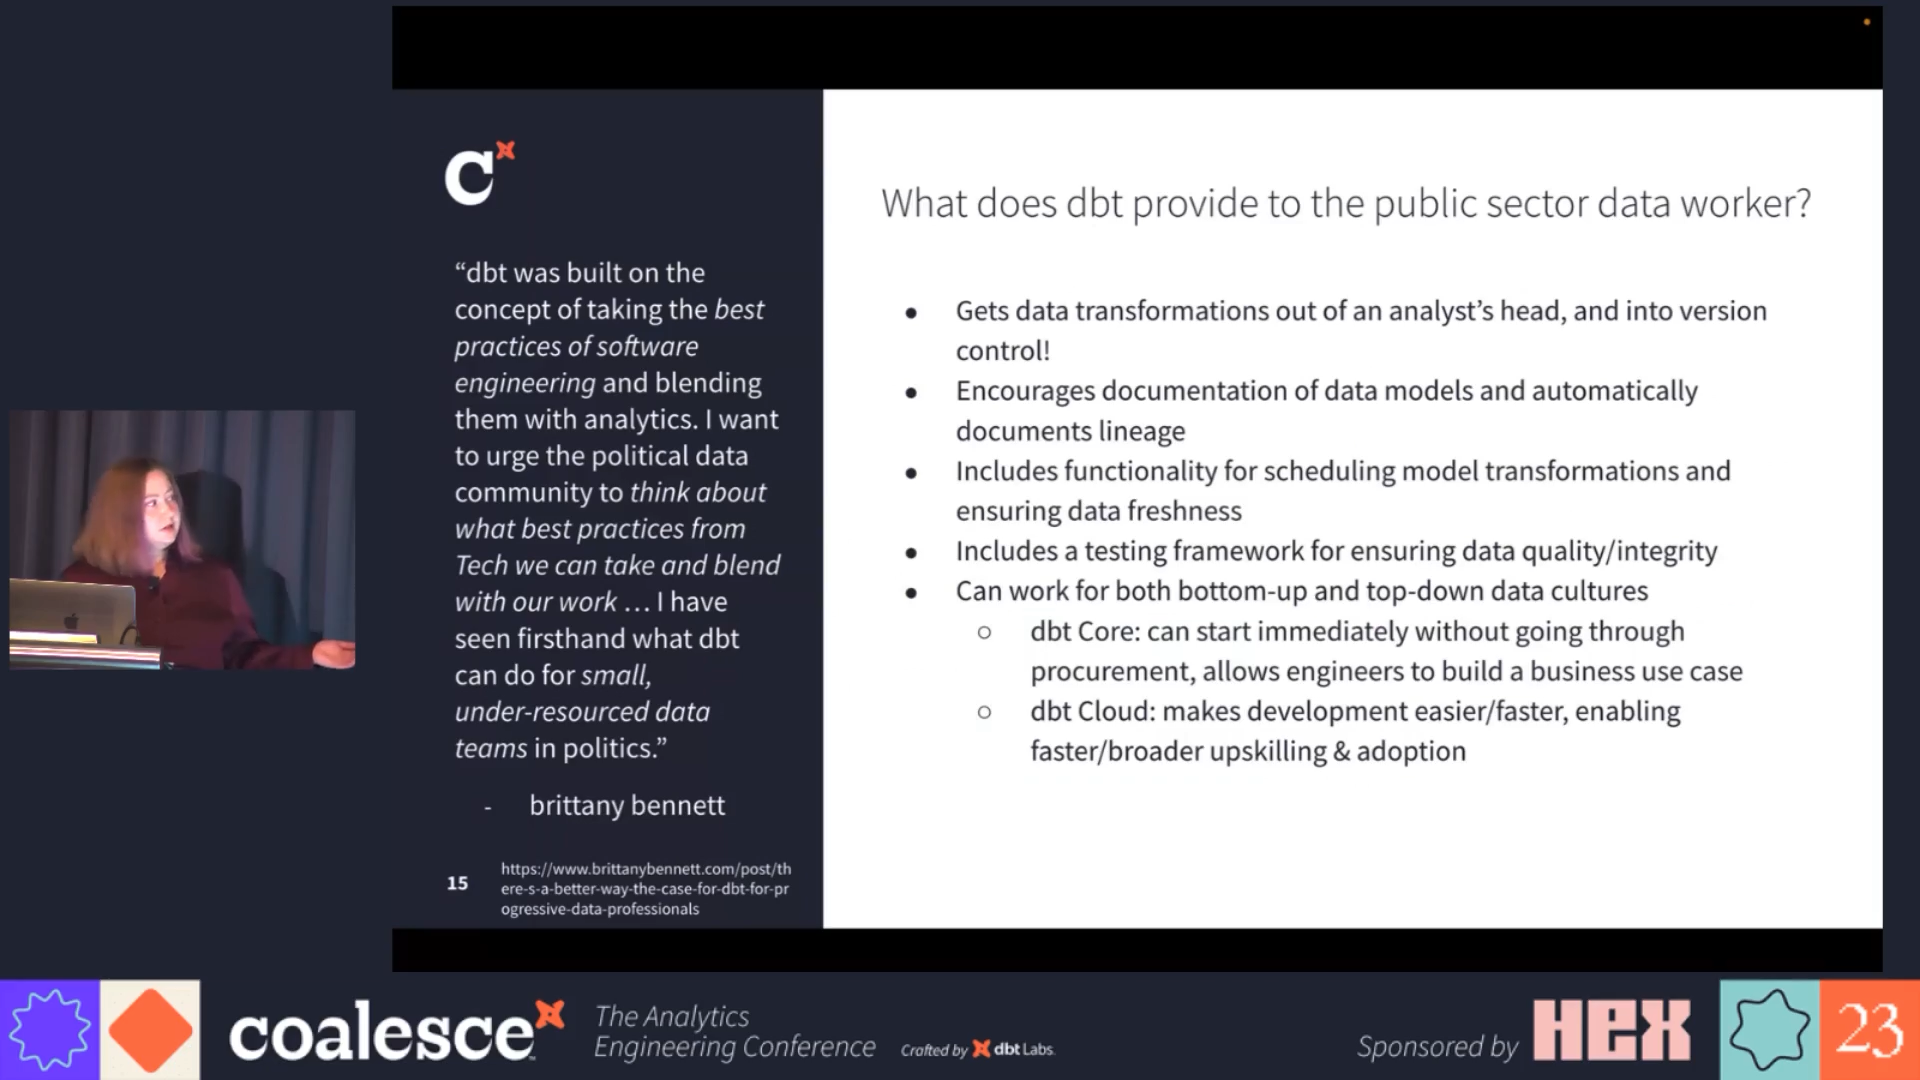 C
“dbt was built on the
concept of taking the best
practices of software
engineering and blending
them with analytics. I want
to urge the political data
community to think about
what best practices from
Tech we can take and blend
with our work … I have
seen firsthand what dbt
can do for small,
under-resourced data
teams in politics.”
- brittany bennett
15
https://www.brittanybennett.com/post/th
ere-s-a-better-way-the-case-for-dbt-for-pr
ogressive-data-professionals
What does dbt provide to the public sector data worker?
● Gets data transformations out of an analyst’s head, and into version
control!
● Encourages documentation of data models and automatically
documents lineage
● Includes functionality for scheduling model transformations and
ensuring data freshness
● Includes a testing framework for ensuring data quality/integrity
● Can work for both bottom-up and top-down data cultures
○ dbt Core: can start immediately without going through
procurement, allows engineers to build a business use case
○ dbt Cloud: makes development easier/faster, enabling
faster/broader upskilling & adoption
coalesce™
The Analytics
Engineering Conference
Crafted by dbt Labs
Sponsored by HEX
23